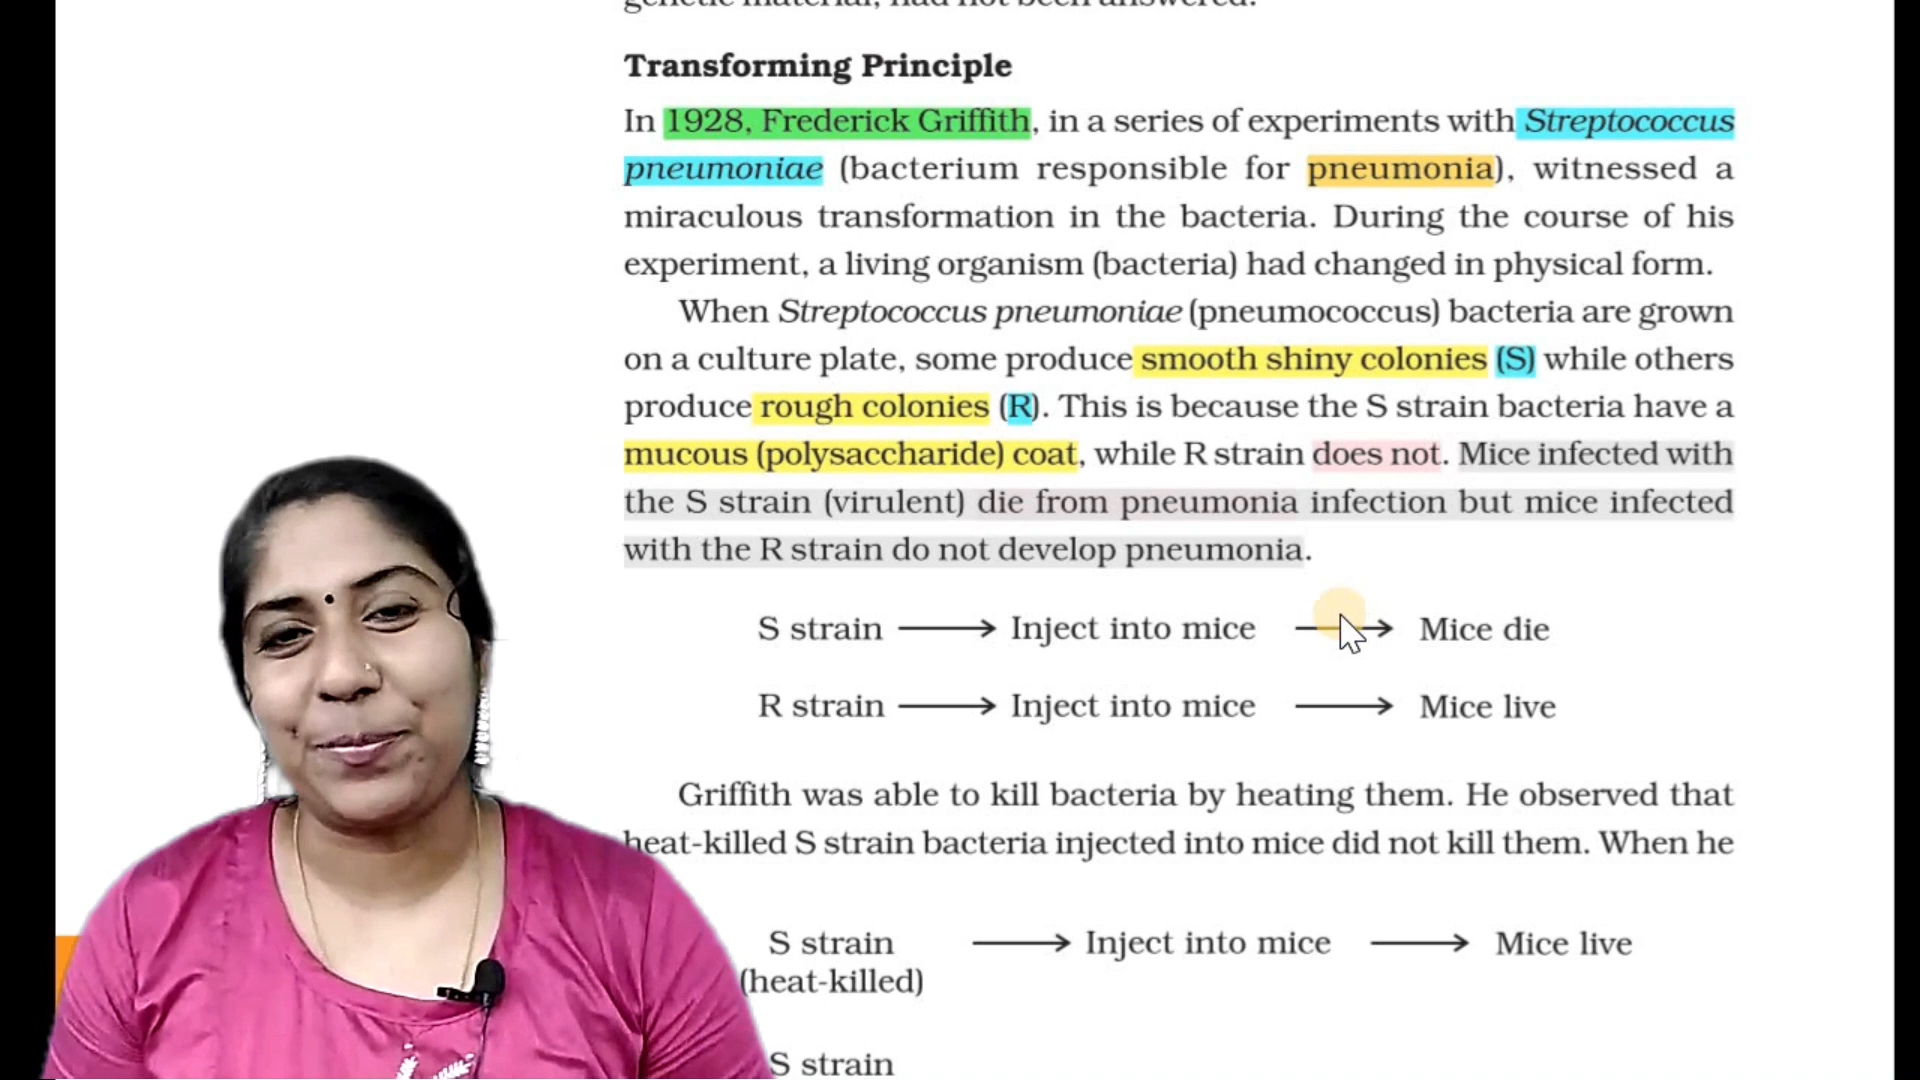 genetic material, had not been answered.
Transforming Principle
In 1928, Frederick Griffith, in a series of experiments with Streptococcus
pneumoniae (bacterium responsible for pneumonia), witnessed a
miraculous transformation in the bacteria. During the course of his
experiment, a living organism (bacteria) had changed in physical form.
When Streptococcus pneumoniae (pneumococcus) bacteria are grown
on a culture plate, some produce smooth shiny colonies (S) while others
produce rough colonies (R). This is because the S strain bacteria have a
mucous (polysaccharide) coat, while R strain does not. Mice infected with
the S strain (virulent) die from pneumonia infection but mice infected
with the R strain do not develop pneumonia.
S strain → Inject into mice → Mice die
R strain → Inject into mice → Mice live
Griffith was able to kill bacteria by heating them. He observed that
heat-killed S strain bacteria injected into mice did not kill them. When he
S strain → Inject into mice → Mice live
(heat-killed)
S strain